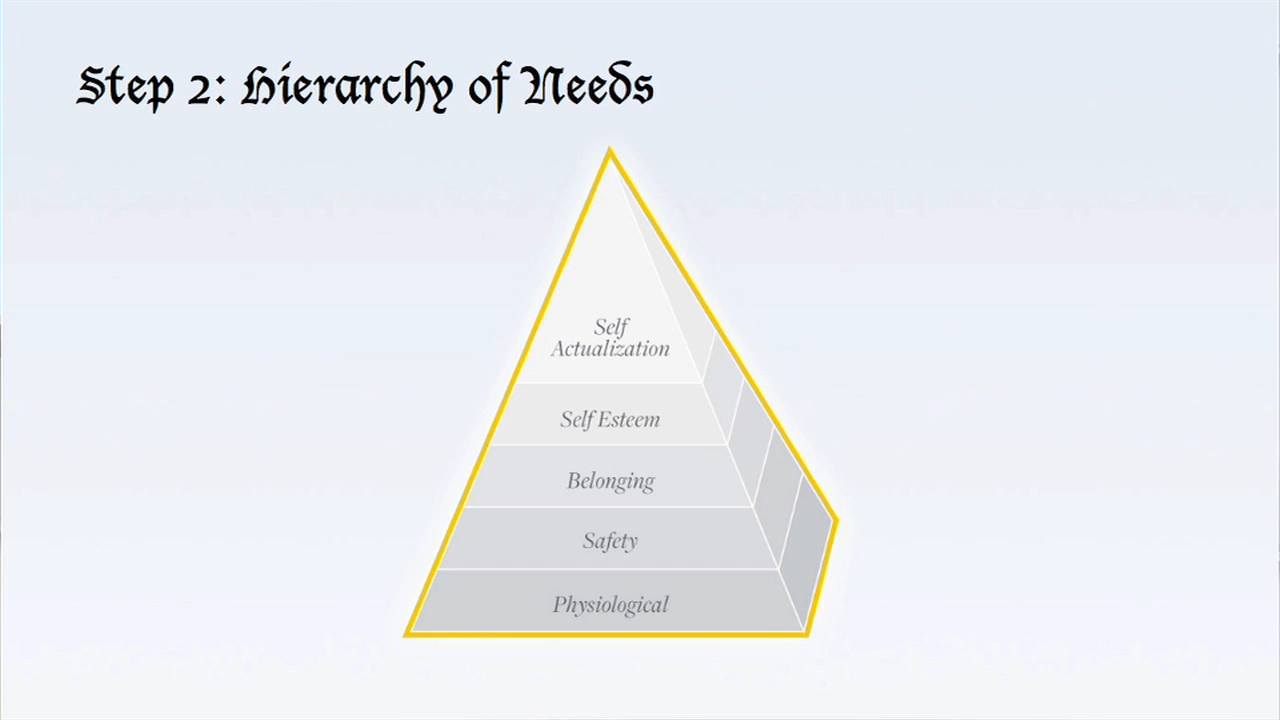 Step 2: Hierarchy of Needs
Self
Actualization
Self Esteem
Belonging
Safety
Physiological